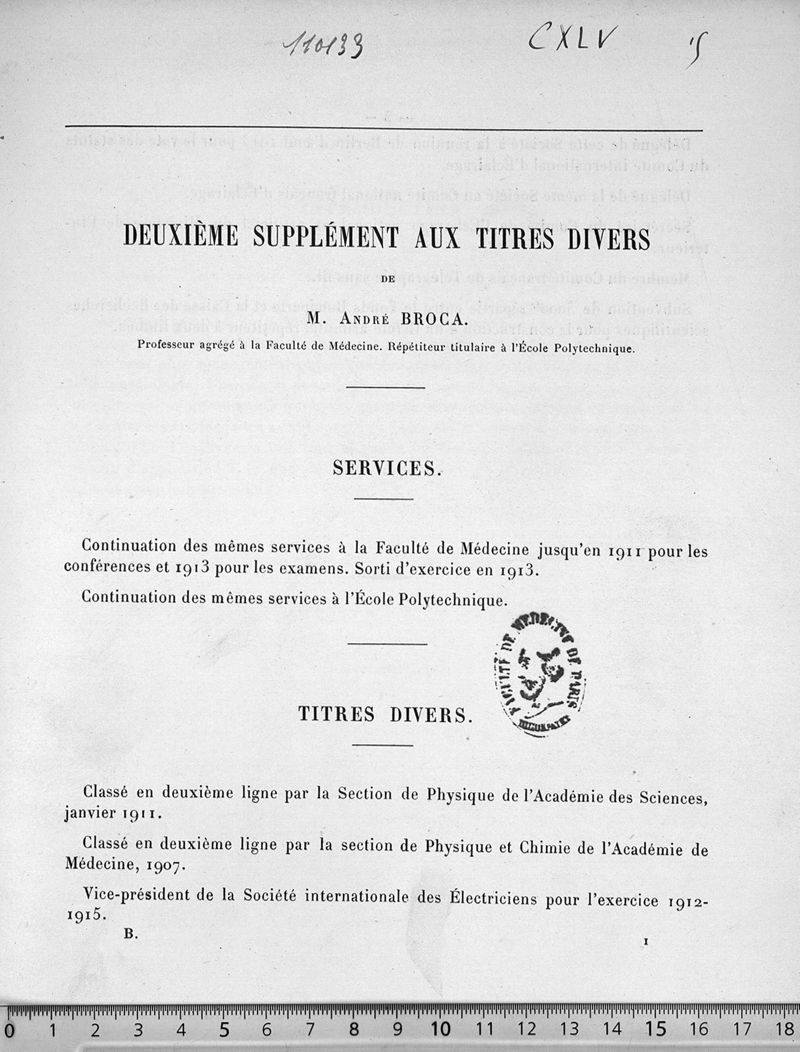 110133 CXLV 5
DEUXIÈME SUPPLÉMENT AUX TITRES DIVERS
DE
M. ANDRÉ BROCA.
Professeur agrégé à la Faculté de Médecine. Répétiteur titulaire à l'École Polytechnique.
SERVICES.
Continuation des mêmes services à la Faculté de Médecine jusqu'en 1911 pour les
conférences et 1913 pour les examens. Sorti d'exercice en 1913.
Continuation des mêmes services à l'École Polytechnique.
FACULTÉ DE MÉDECINE DE PARIS
TITRES DIVERS.
Classé en deuxième ligne par la Section de Physique de l'Académie des Sciences,
janvier 1911.
Classé en deuxième ligne par la section de Physique et Chimie de l'Académie de
Médecine, 1907.
Vice-président de la Société internationale des Électriciens pour l'exercice 1912-
1915.
B. 1
0 1 2 3 4 5 6 7 8 9 10 11 12 13 14 15 16 17 18